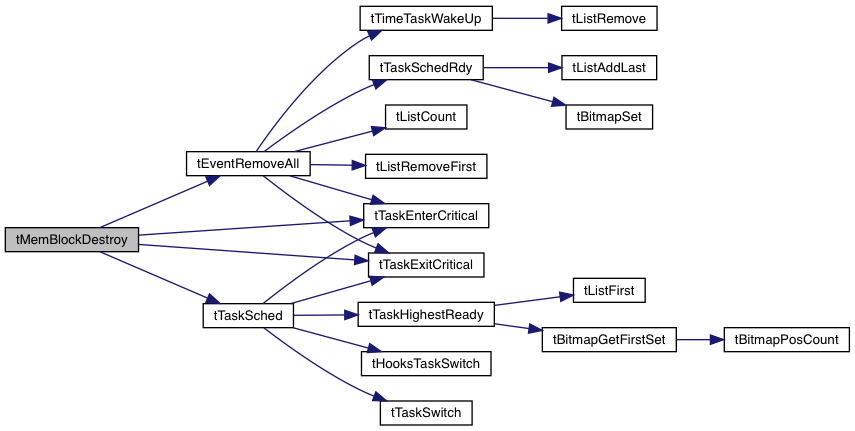 tTimeTaskWakeUp
tListRemove
tTaskSchedRdy
tListAddLast
tListCount
tBitmapSet
tEventRemoveAll
tListRemoveFirst
tTaskEnterCritical
tMemBlockDestroy
tTaskExitCritical
tListFirst
tTaskSched
tTaskHighestReady
tBitmapGetFirstSet
tBitmapPosCount
tHooksTaskSwitch
tTaskSwitch